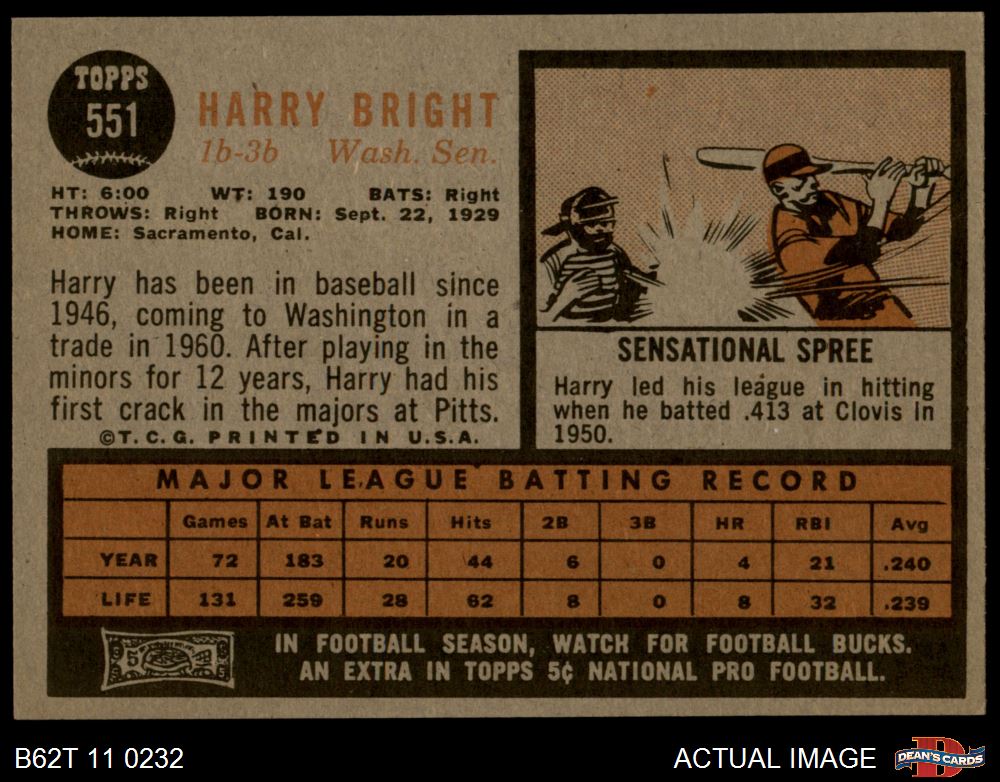 TOPPS
551
HARRY BRIGHT
1b-3b Wash. Sen.
HT: 6:00 WT: 190 BATS: Right
THROWS: Right BORN: Sept. 22, 1929
HOME: Sacramento, Cal.
Harry has been in baseball since
1946, coming to Washington in a
trade in 1960. After playing in the
minors for 12 years, Harry had his
first crack in the majors at Pitts.
©T.C.G. PRINTED IN U.S.A.
SENSATIONAL SPREE
Harry led his league in hitting
when he batted .413 at Clovis in
1950.
MAJOR LEAGUE BATTING RECORD
Games At Bat Runs Hits 2B 3B HR RBI Avg
YEAR 72 183 20 44 6 0 4 21 .240
LIFE 131 259 28 62 8 0 8 32 .239
IN FOOTBALL SEASON, WATCH FOR FOOTBALL BUCKS.
AN EXTRA IN TOPPS 5¢ NATIONAL PRO FOOTBALL.
B62T 11 0232 ACTUAL IMAGE
D
DEAN'S CARDS